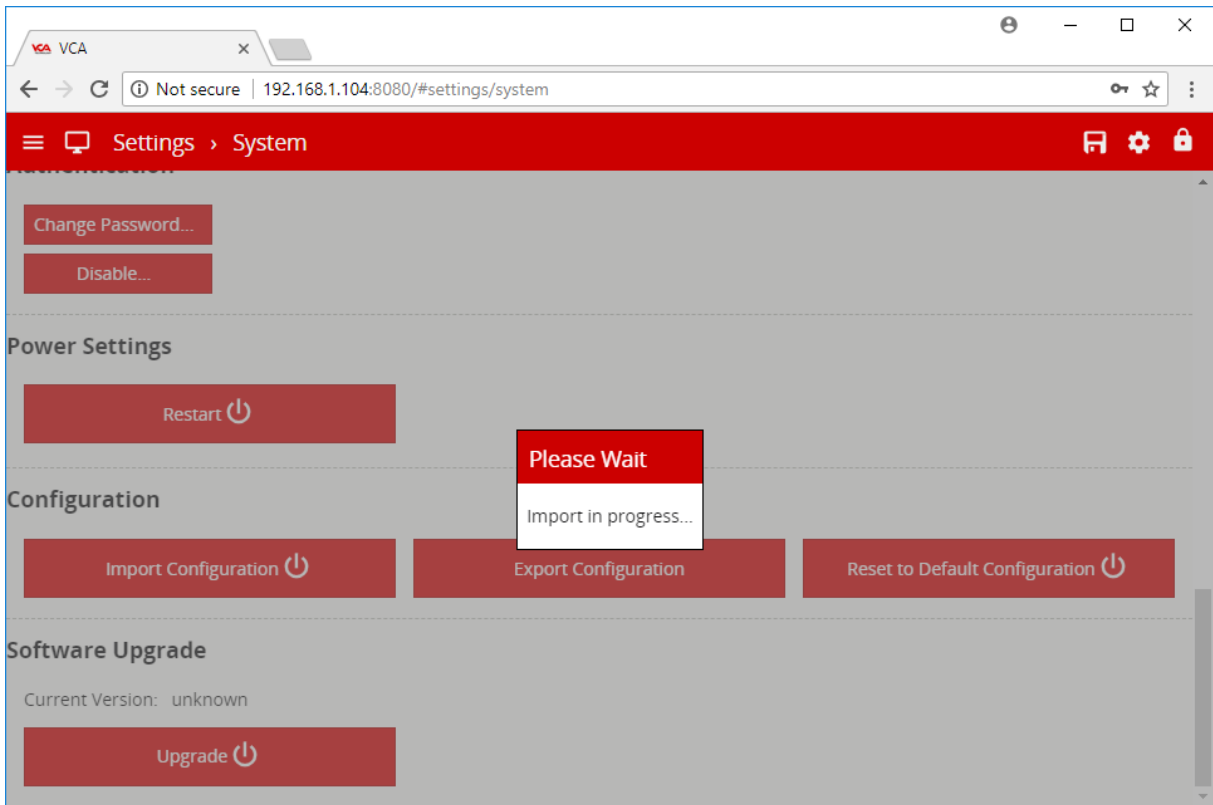 VCA VCA
Not secure 192.168.1.104:8080/#settings/system
Settings › System
Authentication
Change Password...
Disable...
Power Settings
Restart
Please Wait
Configuration
Import in progress...
Import Configuration Export Configuration Reset to Default Configuration
Software Upgrade
Current Version: unknown
Upgrade